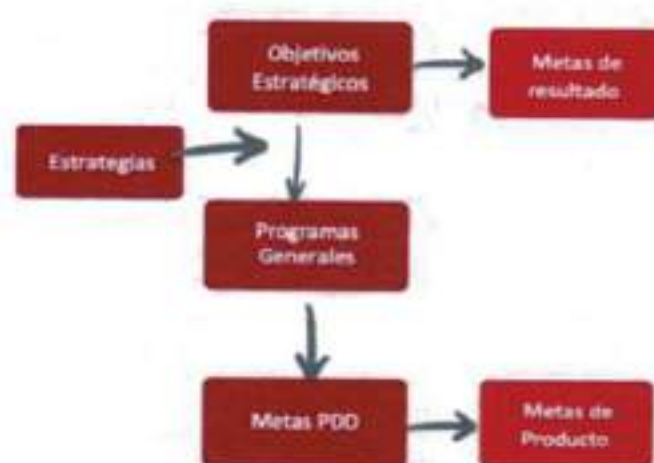 Objetivos
Estratégicos
Metas de
resultado
Estrategias
Programas
Generales
Metas PDD
Metas de
Producto